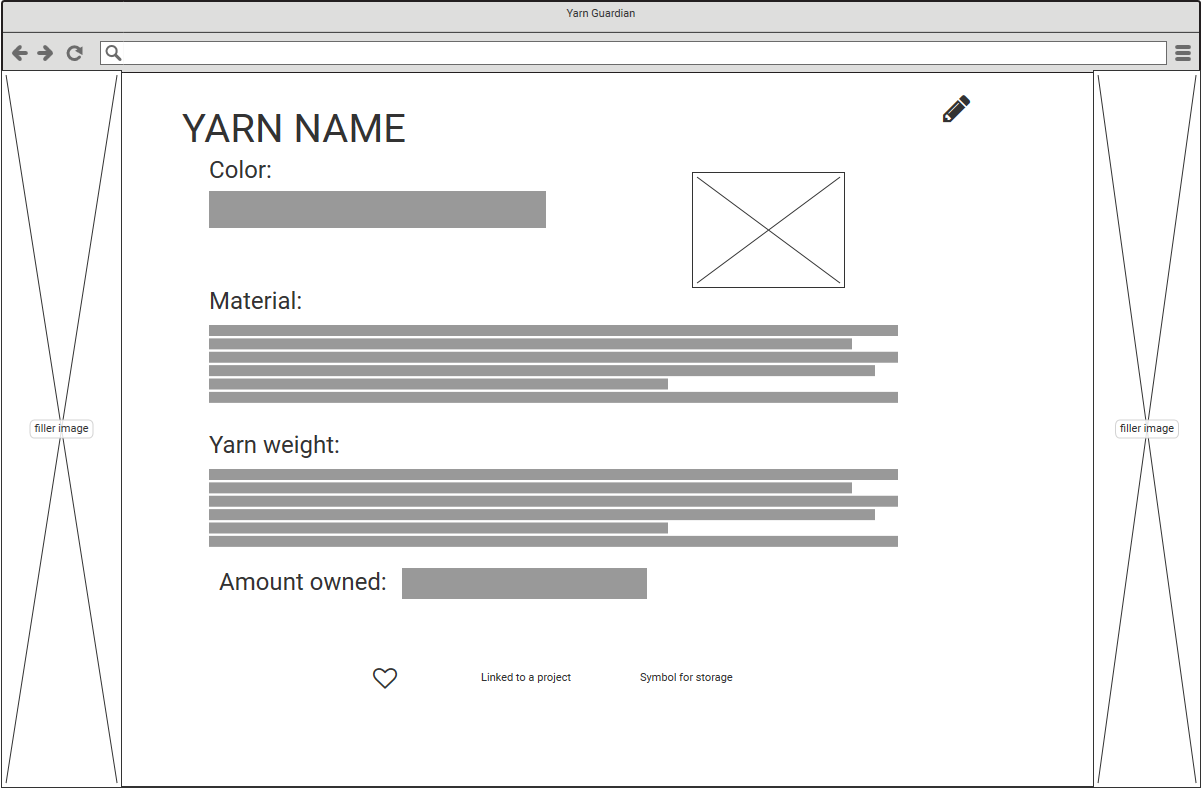 Yarn Guardian
YARN NAME
Color:
Material:
filler image
filler image
Yarn weight:
Amount owned:
Linked to a project
Symbol for storage